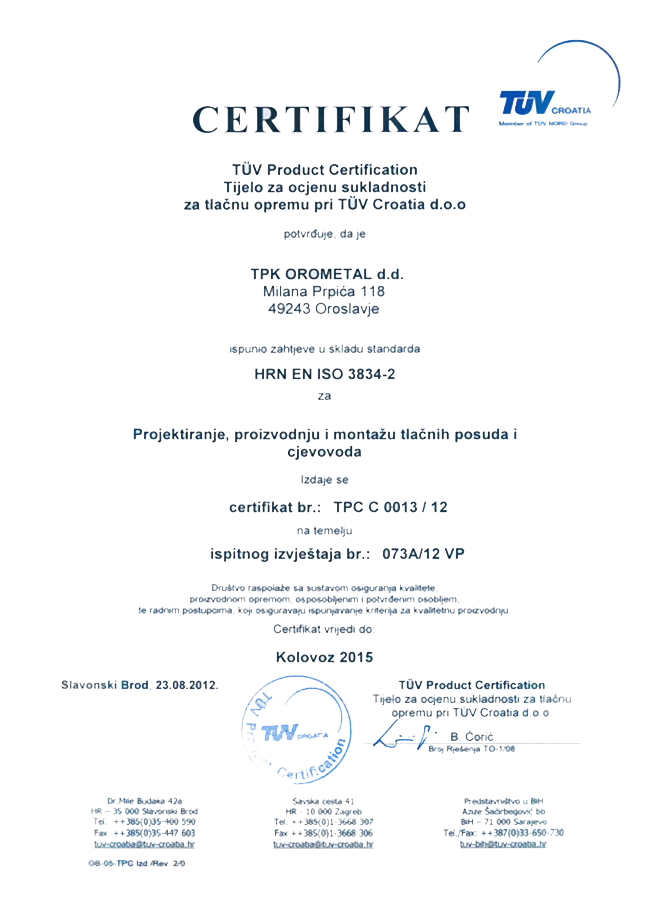 TÜV CROATIA
Member of TÜV NORD Group
CERTIFIKAT
TÜV Product Certification
Tijelo za ocjenu sukladnosti
za tlačnu opremu pri TÜV Croatia d.o.o
potvrđuje, da je
TPK OROMETAL d.d.
Milana Prpića 118
49243 Oroslavje
ispunio zahtjeve u skladu standarda
HRN EN ISO 3834-2
za
Projektiranje, proizvodnju i montažu tlačnih posuda i
cjevovoda
Izdaje se
certifikat br.: TPC C 0013 / 12
na temelju
ispitnog izvještaja br.: 073A/12 VP
Društvo raspolaže sa sustavom osiguranja kvalitete,
proizvodnom opremom, osposobljenim i potvrđenim osobljem,
te radnim postupcima, koji osiguravaju ispunjavanje kriterija za kvalitetnu proizvodnju
Certifikat vrijedi do:
Kolovoz 2015
Slavonski Brod, 23.08.2012.
TÜV Product Certification
TÜV CROATIA
TÜV Product Certification
Tijelo za ocjenu sukladnosti za tlačnu
opremu pri TÜV Croatia d.o.o
B. Ćorić
Broj Rješenja TO-1/08
Dr. Mile Budaka 42a
HR – 35 000 Slavonski Brod
Tel. ++385(0)35-400 590
Fax ++385(0)35-447 603
tuv-croatia@tuv-croatia.hr
Savska cesta 41
HR - 10 000 Zagreb
Tel. ++385(0)1-3668 307
Fax ++385(0)1-3668 306
tuv-croatia@tuv-croatia.hr
Predstavništvo u BiH
Azize Šaćirbegović bb
BiH – 71 000 Sarajevo
Tel./Fax: ++387(0)33-650-730
tuv-bih@tuv-croatia.hr
OB-05-TPC Izd./Rev. 2/0